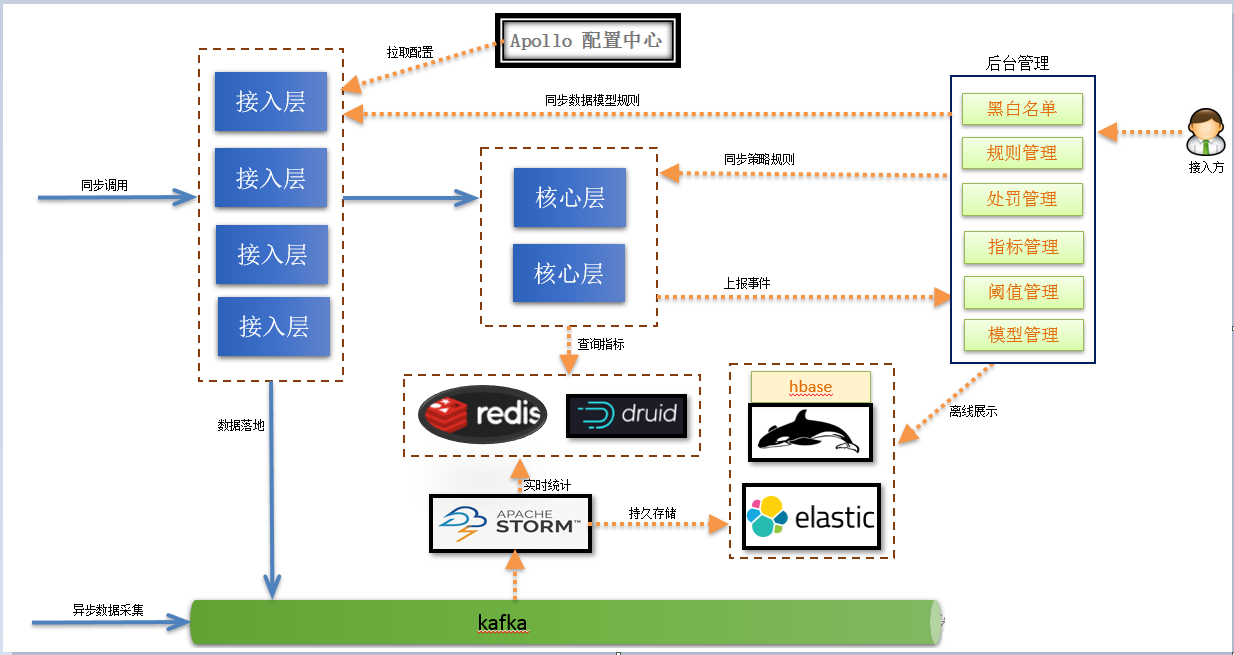 Apollo 配置中心
拉取配置
后台管理
接入层
同步数据模型规则
黑白名单
接入方
规则管理
同步策略规则
接入层
同步调用
核心层
处罚管理
接入层
指标管理
核心层
上报事件
阈值管理
接入层
模型管理
查询指标
hbase
redis
druid
离线展示
数据落地
实时统计
APACHE
STORM™
持久存储
elastic
异步数据采集
kafka